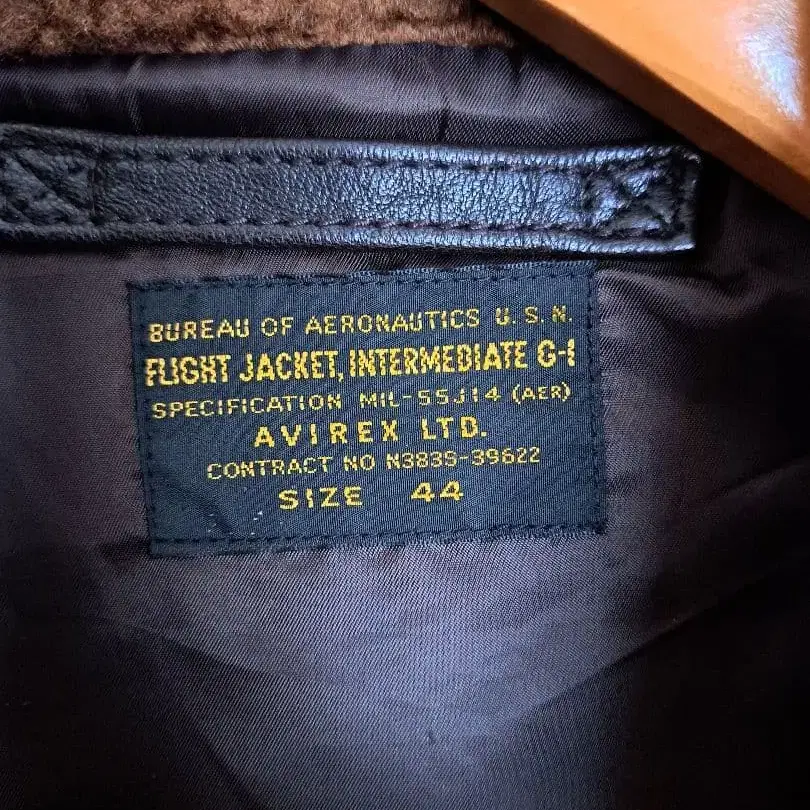 BUREAU OF AERONAUTICS U. S. N.
FLIGHT JACKET, INTERMEDIATE G-1
SPECIFICATION MIL-55J14 (AER)
AVIREX LTD.
CONTRACT NO N383S-39622
SIZE 44